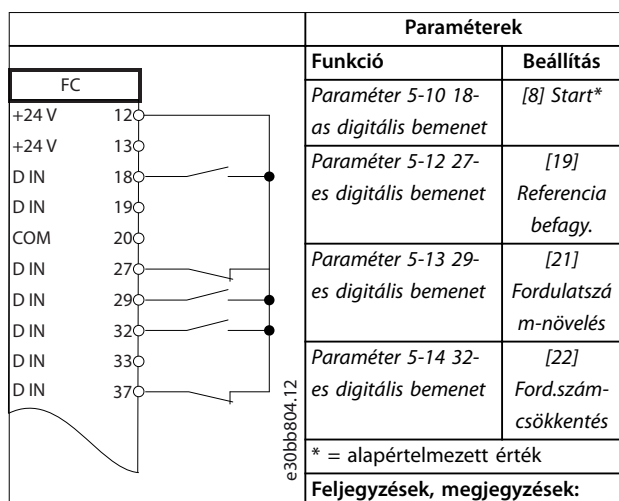 Paraméterek
Funkció Beállítás
FC
+24 V 12
+24 V 13
D IN 18
D IN 19
COM 20
D IN 27
D IN 29
D IN 32
D IN 33
D IN 37
e30bb804.12
Paraméter 5-10 18-
as digitális bemenet
[8] Start*
Paraméter 5-12 27-
es digitális bemenet
[19]
Referencia
befagy.
Paraméter 5-13 29-
es digitális bemenet
[21]
Fordulatszá
m-növelés
Paraméter 5-14 32-
es digitális bemenet
[22]
Ford.szám-
csökkentés
* = alapértelmezett érték
Feljegyzések, megjegyzések: